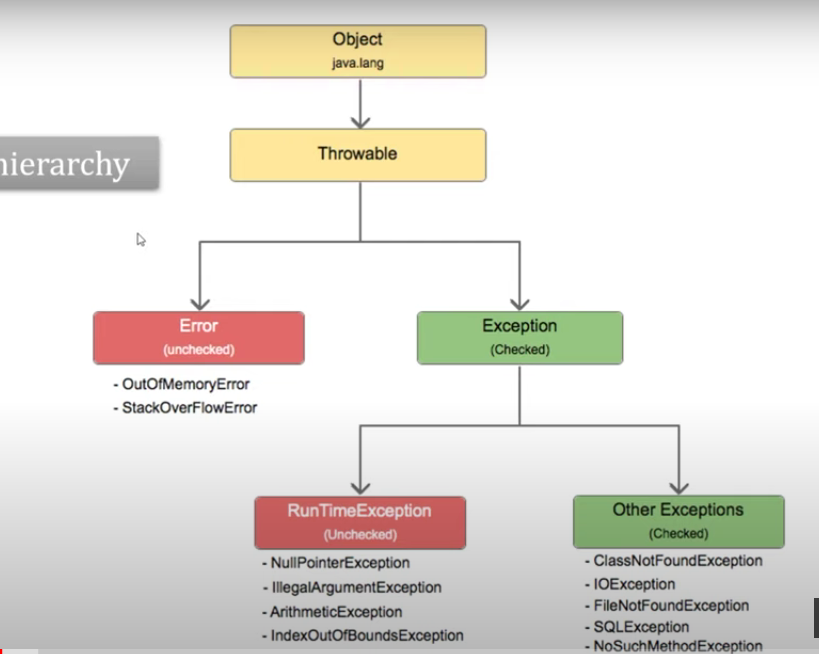 Object
java.lang
hierarchy
Throwable
Error
(unchecked)
Exception
(Checked)
- OutOfMemoryError
- StackOverFlowError
RunTimeException
(Unchecked)
- NullPointerException
- IllegalArgumentException
- ArithmeticException
- IndexOutOfBoundsException
Other Exceptions
(Checked)
- ClassNotFoundException
- IOException
- FileNotFoundException
- SQLException
- NoSuchMethodException